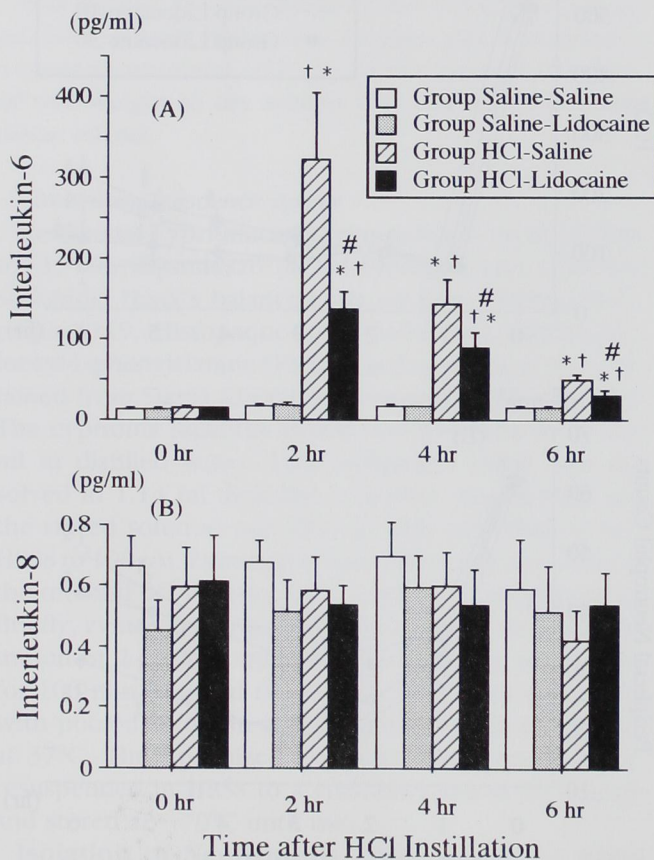 (pg/ml)
(A)
Group Saline-Saline
Group Saline-Lidocaine
Group HCl-Saline
Group HCl-Lidocaine
Interleukin-6
400
300
200
100
50
0
† *
#
* †
* †
#
† *
* †
#
* †
0 hr
2 hr
4 hr
6 hr
(pg/ml)
(B)
Interleukin-8
0.8
0.6
0.4
0.2
0
0 hr
2 hr
4 hr
6 hr
Time after HCl Instillation